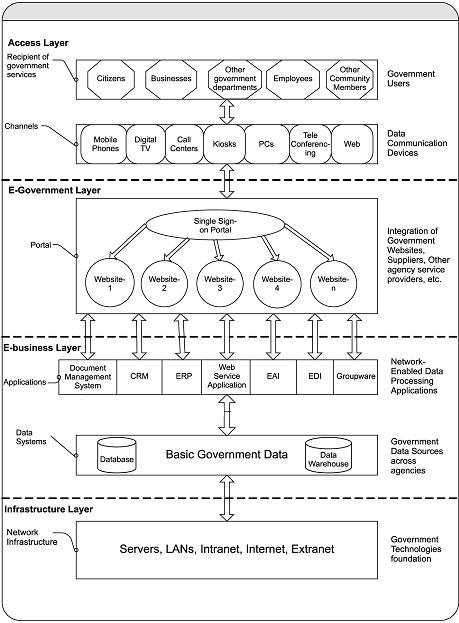 Access Layer
Recipient of
government
services
Citizens
Businesses
Other
government
departments
Employees
Other
Community
Members
Government
Users
Channels
Mobile
Phones
Digital
TV
Call
Centers
Kiosks
PCs
Tele
Conferenc-
ing
Web
Data
Communication
Devices
E-Government Layer
Portal
Single Sign-
on Portal
Website-
1
Website-
2
Website-
3
Website-
4
Website-
n
Integration of
Government
Websites,
Suppliers, Other
agency service
providers, etc.
E-business Layer
Applications
Document
Management
System
CRM
ERP
Web
Service
Application
EAI
EDI
Groupware
Network-
Enabled Data
Processing
Applications
Data
Systems
Database
Basic Government Data
Data
Warehouse
Government
Data Sources
across
agencies
Infrastructure Layer
Network
Infrastructure
Servers, LANs, Intranet, Internet, Extranet
Government
Technologies
foundation